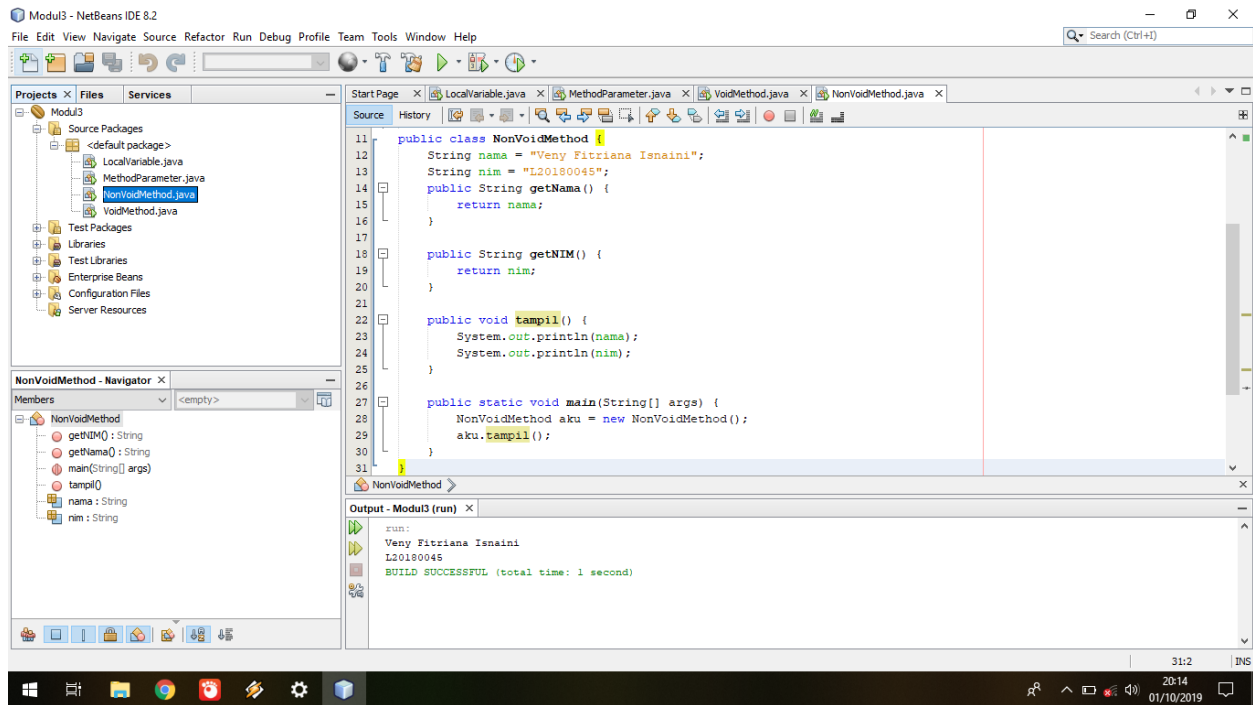 Modul3 - NetBeans IDE 8.2
File Edit View Navigate Source Refactor Run Debug Profile Team Tools Window Help
Search (Ctrl+I)
Projects Files Services
Modul3
Source Packages
<default package>
LocalVariable.java
MethodParameter.java
NonVoidMethod.java
VoidMethod.java
Test Packages
Libraries
Test Libraries
Enterprise Beans
Configuration Files
Server Resources
NonVoidMethod - Navigator
Members <empty>
NonVoidMethod
getNIM() : String
getNama() : String
main(String[] args)
tampil()
nama : String
nim : String
Start Page LocalVariable.java MethodParameter.java VoidMethod.java NonVoidMethod.java
Source History
11 public class NonVoidMethod {
12 String nama = "Veny Fitriana Isnaini";
13 String nim = "L20180045";
14 public String getNama() {
15 return nama;
16 }
17
18 public String getNIM() {
19 return nim;
20 }
21
22 public void tampil() {
23 System.out.println(nama);
24 System.out.println(nim);
25 }
26
27 public static void main(String[] args) {
28 NonVoidMethod aku = new NonVoidMethod();
29 aku.tampil();
30 }
31 }
NonVoidMethod
Output - Modul3 (run)
run:
Veny Fitriana Isnaini
L20180045
BUILD SUCCESSFUL (total time: 1 second)
31:2 INS
20:14
01/10/2019